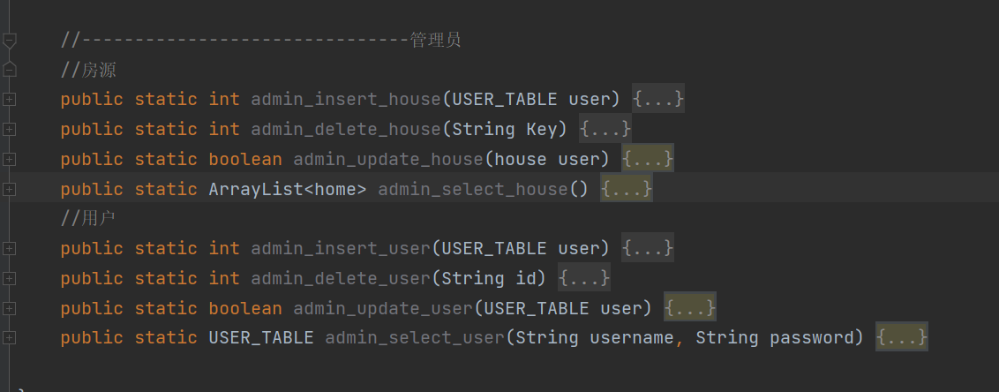 //-------------------------------管理员
//房源
public static int admin_insert_house(USER_TABLE user) {...}
public static int admin_delete_house(String Key) {...}
public static boolean admin_update_house(house user) {...}
public static ArrayList<home> admin_select_house() {...}
//用户
public static int admin_insert_user(USER_TABLE user) {...}
public static int admin_delete_user(String id) {...}
public static boolean admin_update_user(USER_TABLE user) {...}
public static USER_TABLE admin_select_user(String username, String password) {...}
}